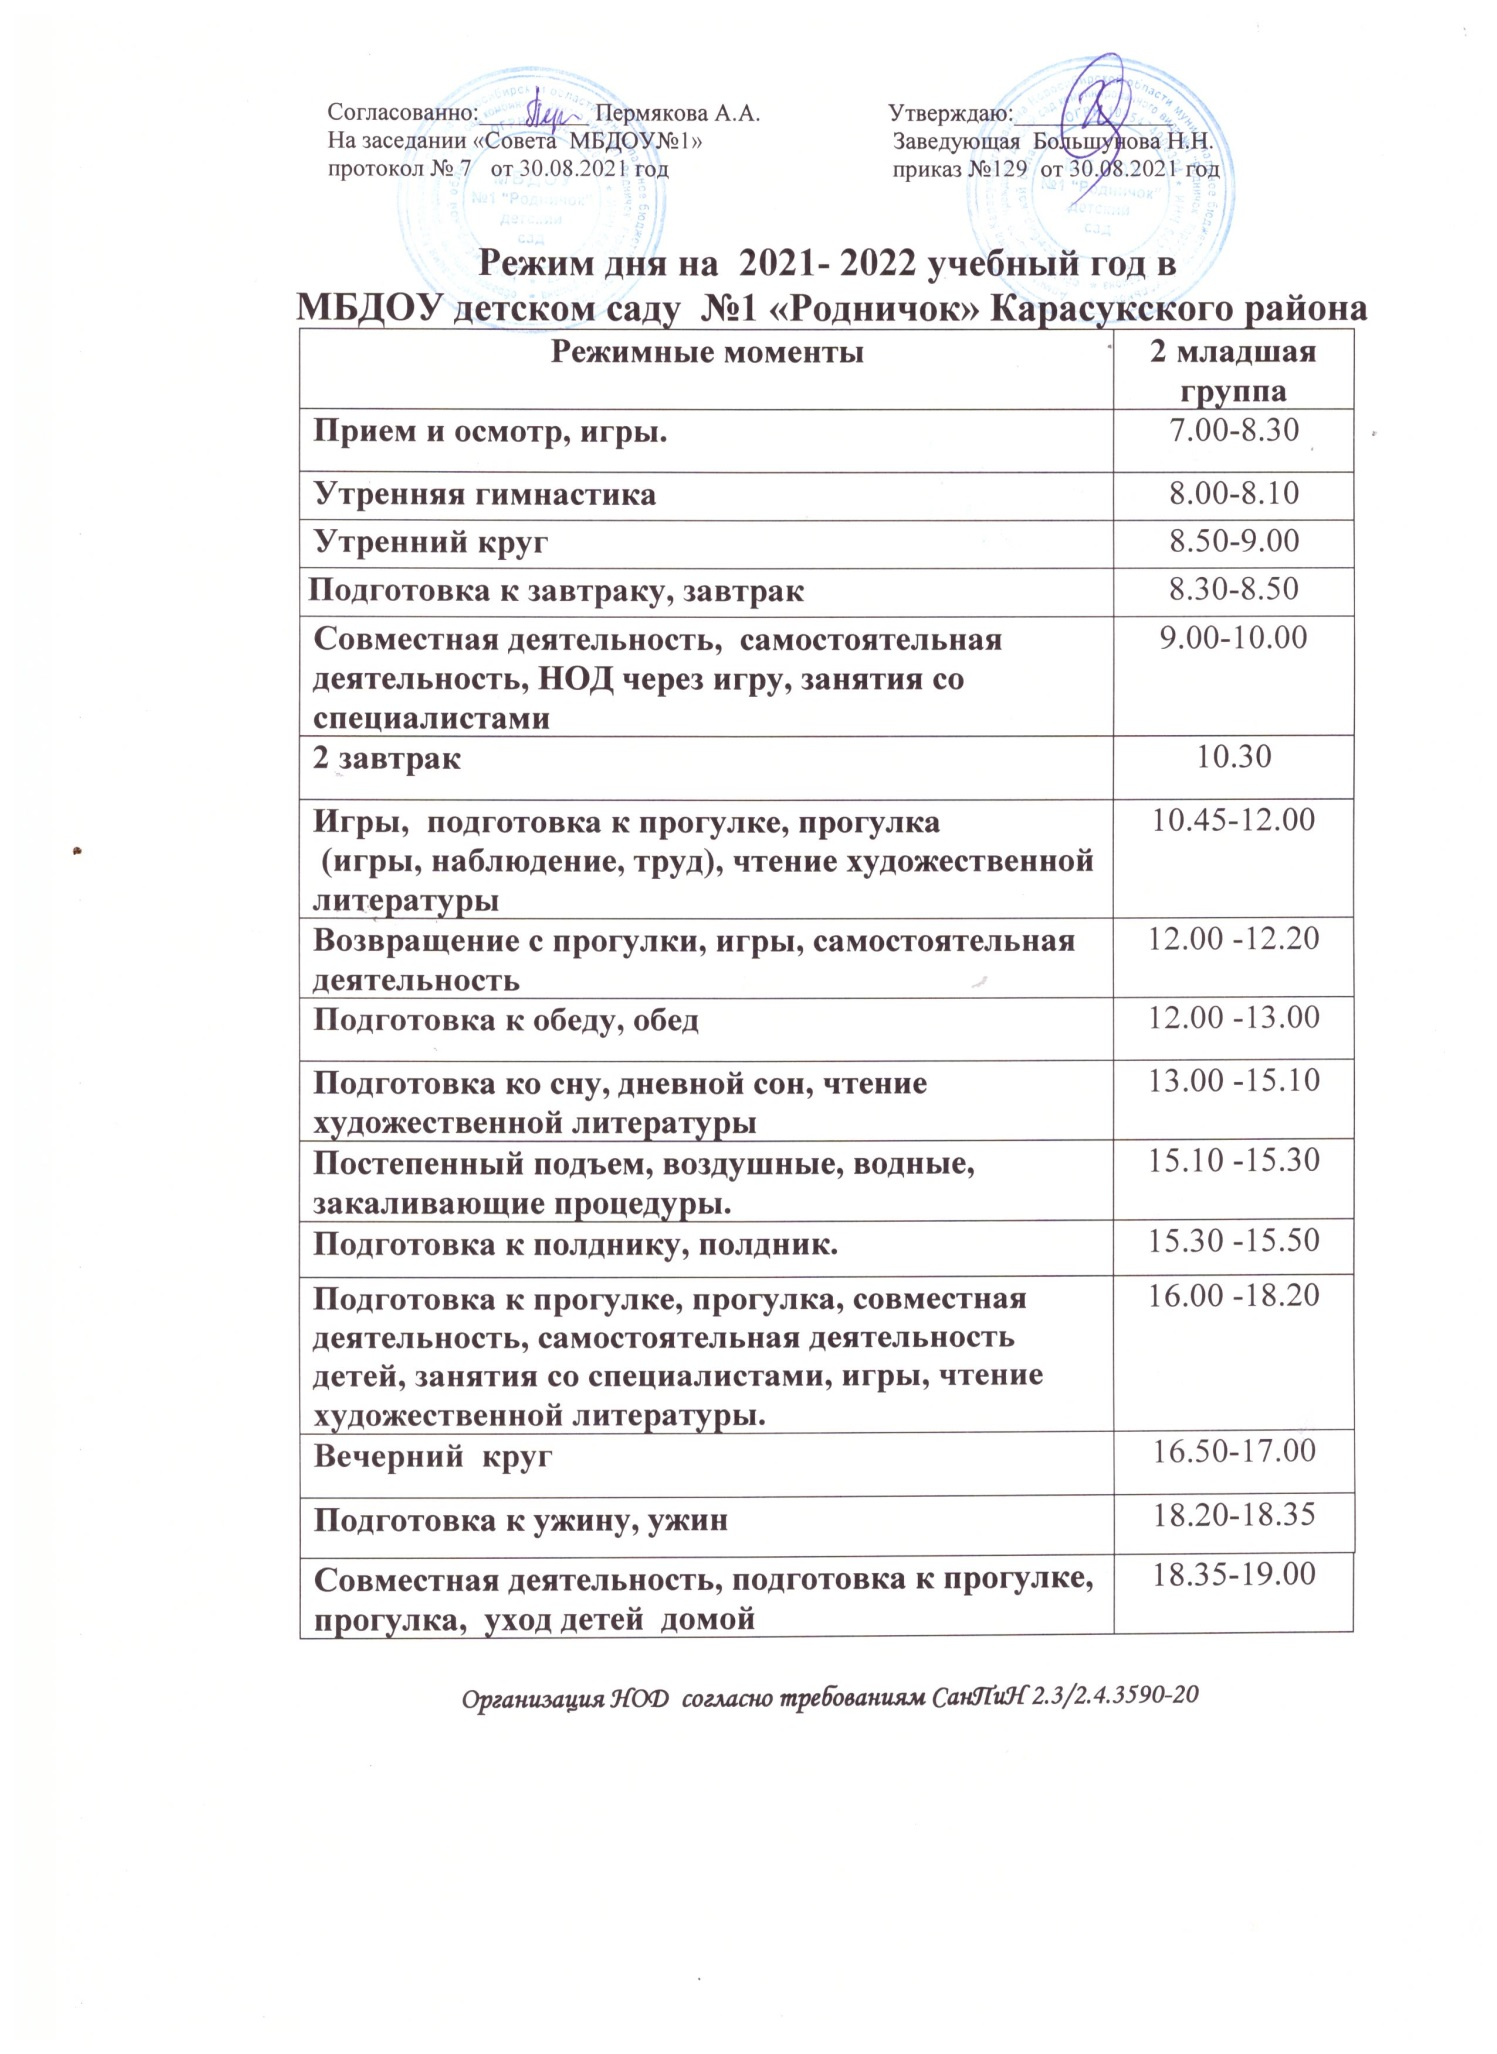 Согласованно:_________ Пермякова А.А.
На заседании «Совета МБДОУ№1»
протокол № 7 от 30.08.2021 год
Утверждаю:
Заведующая Большунова Н.Н.
приказ №129 от 30.08.2021 год
№1 "Родничок"
детский
сад
№1 "Родничок"
детский
сад
Режим дня на 2021- 2022 учебный год в
МБДОУ детском саду №1 «Родничок» Карасукского района
Режимные моменты
2 младшая
группа
Прием и осмотр, игры.
7.00-8.30
Утренняя гимнастика
8.00-8.10
Утренний круг
8.50-9.00
Подготовка к завтраку, завтрак
8.30-8.50
Совместная деятельность, самостоятельная
деятельность, НОД через игру, занятия со
специалистами
9.00-10.00
2 завтрак
10.30
Игры, подготовка к прогулке, прогулка
(игры, наблюдение, труд), чтение художественной
литературы
10.45-12.00
Возвращение с прогулки, игры, самостоятельная
деятельность
12.00 -12.20
Подготовка к обеду, обед
12.00 -13.00
Подготовка ко сну, дневной сон, чтение
художественной литературы
13.00 -15.10
Постепенный подъем, воздушные, водные,
закаливающие процедуры.
15.10 -15.30
Подготовка к полднику, полдник.
15.30 -15.50
Подготовка к прогулке, прогулка, совместная
деятельность, самостоятельная деятельность
детей, занятия со специалистами, игры, чтение
художественной литературы.
16.00 -18.20
Вечерний круг
16.50-17.00
Подготовка к ужину, ужин
18.20-18.35
Совместная деятельность, подготовка к прогулке,
прогулка, уход детей домой
18.35-19.00
Организация НОД согласно требованиям СанПиН 2.3/2.4.3590-20